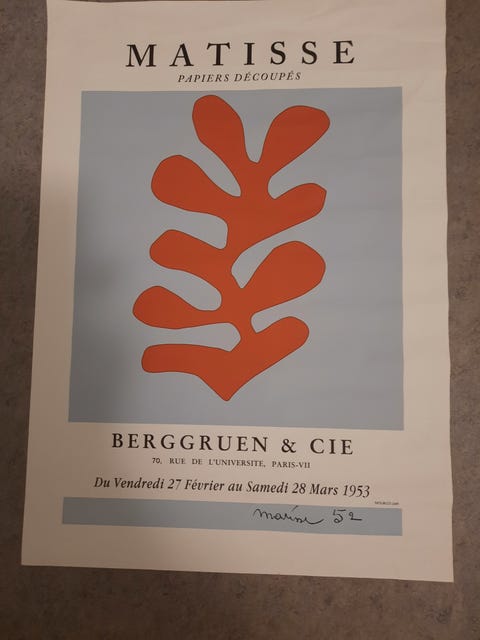 MATISSE
PAPIERS DÉCOUPÉS
BERGGRUEN & CIE
70, RUE DE L'UNIVERSITE, PARIS-VII
Du Vendredi 27 Février au Samedi 28 Mars 1953
52